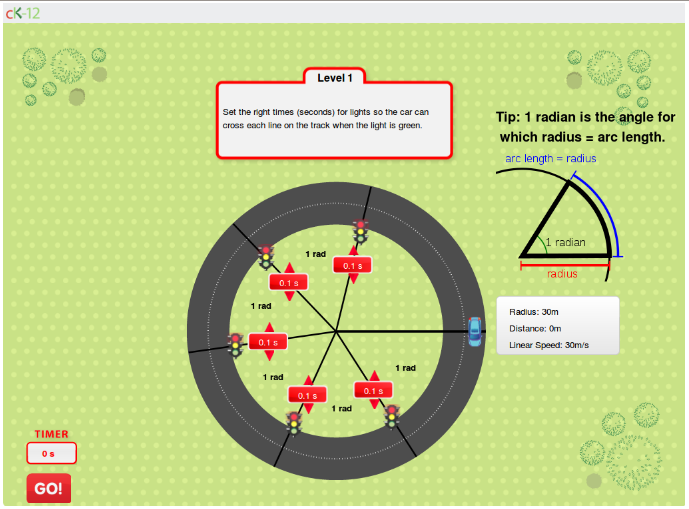 ck-12
Level 1
Set the right times (seconds) for lights so the car can
cross each line on the track when the light is green.
Tip: 1 radian is the angle for
which radius = arc length.
arc length = radius
1 radian
radius
Radius: 30m
Distance: 0m
Linear Speed: 30m/s
1 rad
0.1 s
0.1 s
1 rad
0.1 s
1 rad
1 rad
0.1 s
0.1 s
1 rad
TIMER
0 s
GO!